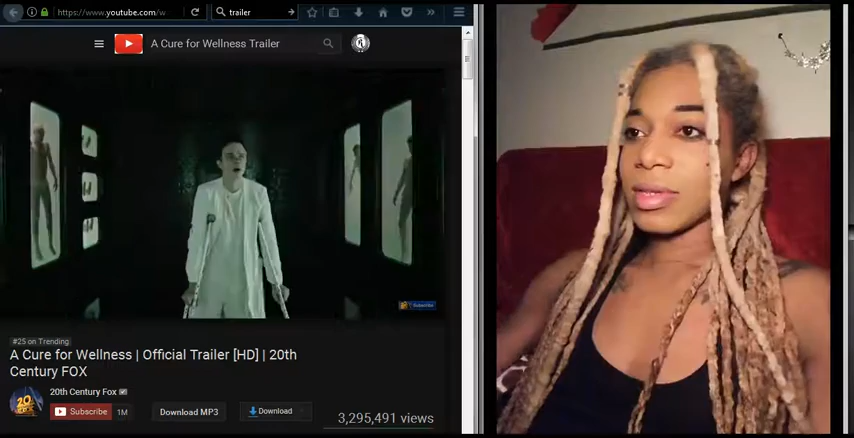 https://www.youtube.com/w
trailer
A Cure for Wellness Trailer
Subscribe
#25 on Trending
A Cure for Wellness | Official Trailer [HD] | 20th
Century FOX
20th Century Fox
Subscribe 1M
Download MP3
Download
3,295,491 views